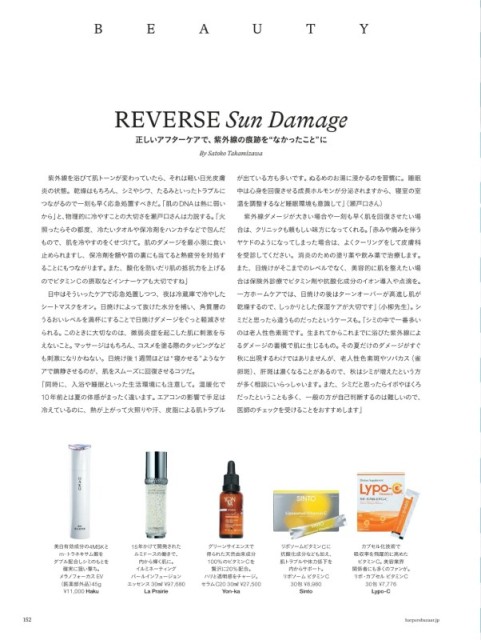 B E A U T Y
REVERSE Sun Damage
正しいアフターケアで、紫外線の痕跡を“なかったこと”に
By Satoko Takamizawa
紫外線を浴びて肌トーンが変わっていたら、それは軽い日光皮膚
炎の状態。乾燥はもちろん、シミやシワ、たるみといったトラブルに
つながるので一刻も早く応急処置すべきだ。「肌のDNAは熱に弱い
から」と、物理的に冷やすことの大切さを瀬戸口さんは力説する。「火
照ったらその都度、冷たいタオルや保冷剤をハンカチなどで包んだ
もので、肌を冷やすのをくせづけて。肌のダメージを最小限に食い
止められますし、保冷剤を額や首の裏にも当てると熱疲労を対処す
ることにもつながります。また、酸化を防いだり肌の抵抗力を上げる
のでビタミンCの摂取などインナーケアも大切ですね」
日中はそういったケアで応急処置しつつ、夜は冷蔵庫で冷やした
シートマスクをオン。日焼けによって抜けた水分を補い、角質層の
うるおいレベルを満杯にすることで日焼けダメージをぐっと軽減させ
られる。このときに大切なのは、微弱炎症を起こした肌に刺激を与
えないこと。マッサージはもちろん、コスメを塗る際のタッピングなど
も刺激になりかねない。日焼け後1週間ほどは“寝かせる”ようなケ
アで鎮静させるのが、肌をスムーズに回復させるコツだ。
「同時に、入浴や睡眠といった生活環境にも注意して。温暖化で
10年前とは夏の体感がまったく違います。エアコンの影響で手足は
冷えているのに、熱が上がって火照りや汗、皮脂による肌トラブル
が出ている方も多いです。ぬるめのお湯に浸かるのを習慣に。睡眠
中は心身を回復させる成長ホルモンが分泌されますから、寝室の室
温を調整するなど睡眠環境も意識して」（瀬戸口さん）
紫外線ダメージが大きい場合や一刻も早く肌を回復させたい場
合は、クリニックも頼もしい味方になってくれる。「赤みや痛みを伴う
ヤケドのようになってしまった場合は、よくクーリングをして皮膚科
を受診してください。消炎のための塗り薬や飲み薬で治療します。
また、日焼けがそこまでのレベルでなく、美容的に肌を整えたい場
合は保険外診療でビタミン剤や抗酸化成分のイオン導入や点滴を。
一方ホームケアでは、日焼けの後はターンオーバーが亢進し肌が
乾燥するので、しっかりとした保湿ケアが大切です」（小柳先生）。シ
ミだと思ったら違うものだったというケースも。「シミの中で一番多い
のは老人性色素斑です。生まれてからこれまでに浴びた紫外線によ
るダメージの蓄積で肌に生じるもの。その夏だけのダメージがすぐ
秋に出現するわけではありませんが、老人性色素斑やソバカス（雀
卵斑）、肝斑は濃くなることがあるので、秋はシミが増えたという方
が多く相談にいらっしゃいます。また、シミだと思ったらイボやほくろ
だったということも多く、一般の方が自己判断するのは難しいので、
医師のチェックを受けることをおすすめします」
HAKU
YON-KA
SINTO
Lypo-C
美白有効成分の4MSKと
m-トラネキサム酸を
ダブル配合しシミのもとを
確実に狙い撃ち。
メラノフォーカス EV
（医薬部外品）45g
¥11,000 Haku
15年かけて開発された
ルミドースの働きで、
内から輝く肌に。
イルミネーティング
パールインフュージョン
エッセンス 30ml ¥97,680
La Prairie
グリーンサイエンスで
得られた天然由来成分
100%のビタミンCを
贅沢に20%配合。
ハリと透明感をチャージ。
セラムC20 30ml ¥27,500
Yon-ka
リポソームビタミンCに
抗酸化成分なども加え、
肌トラブルや体力低下を
内からサポート。
リポソーム ビタミンC
30包 ¥6,980
Sinto
カプセル化技術で
吸収率を飛躍的に高めた
ビタミンC。美容業界
関係者にも多くのファンが。
リポ・カプセル ビタミンC
30包 ¥7,776
Lypo-C
152
harpersbazaar.jp